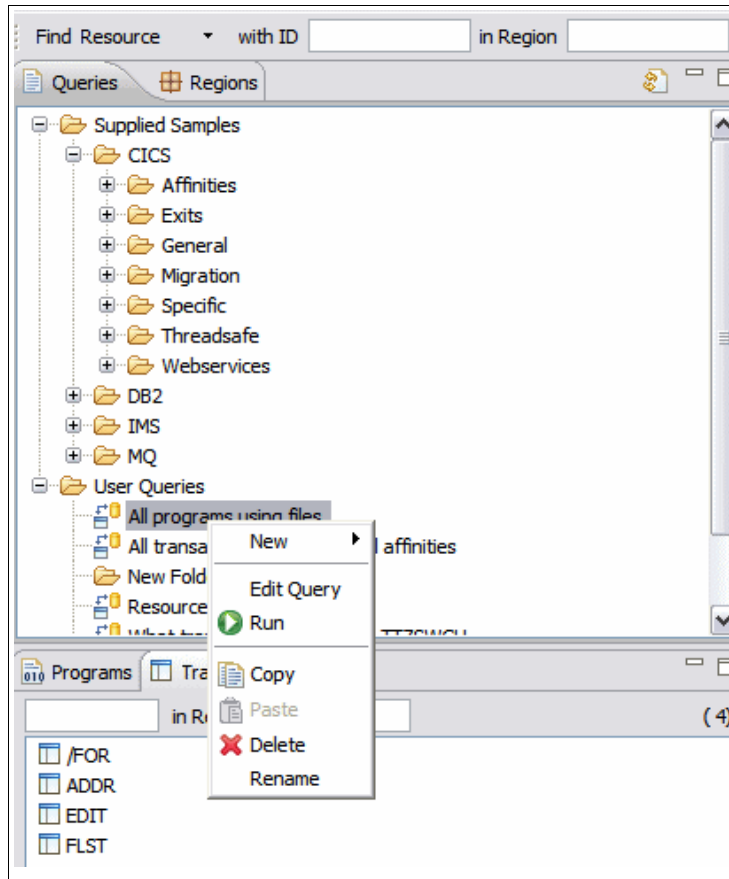 Find Resource with ID in Region
Queries Regions
Supplied Samples
CICS
Affinities
Exits
General
Migration
Specific
Threadsafe
Webservices
DB2
IMS
MQ
User Queries
All programs using files
All transa affinities
New Fold
Resource
New
Edit Query
Run
Copy
Paste
Delete
Rename
Programs Tra
in Re (4)
/FOR
ADDR
EDIT
FLST